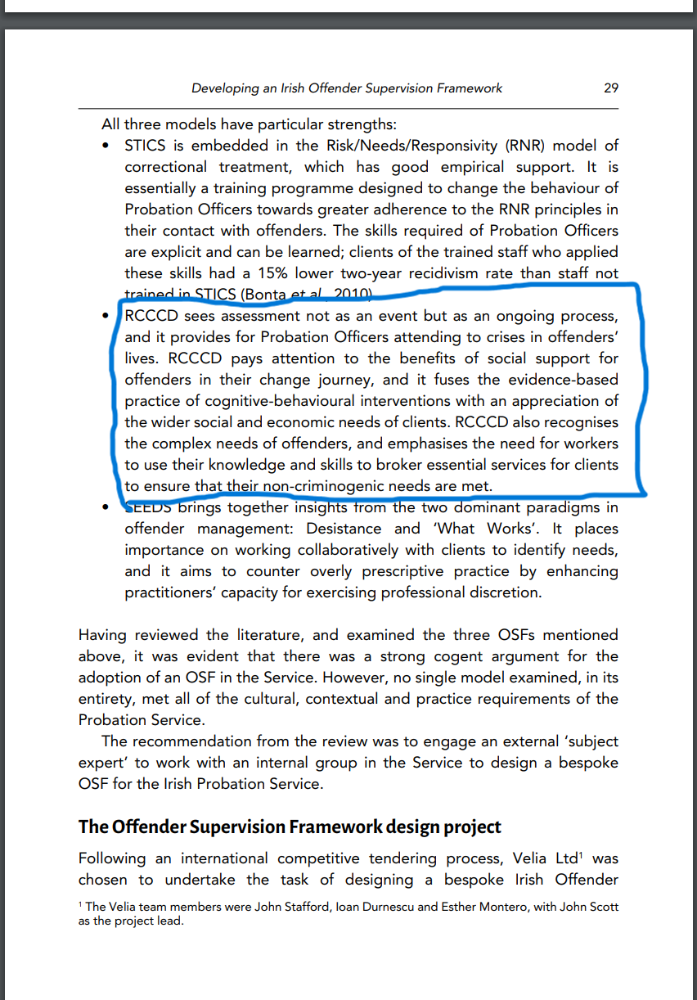 Developing an Irish Offender Supervision Framework 29
All three models have particular strengths:
• STICS is embedded in the Risk/Needs/Responsivity (RNR) model of
correctional treatment, which has good empirical support. It is
essentially a training programme designed to change the behaviour of
Probation Officers towards greater adherence to the RNR principles in
their contact with offenders. The skills required of Probation Officers
are explicit and can be learned; clients of the trained staff who applied
these skills had a 15% lower two-year recidivism rate than staff not
trained in STICS (Bonta et al., 2010).
• RCCCD sees assessment not as an event but as an ongoing process,
and it provides for Probation Officers attending to crises in offenders’
lives. RCCCD pays attention to the benefits of social support for
offenders in their change journey, and it fuses the evidence-based
practice of cognitive-behavioural interventions with an appreciation of
the wider social and economic needs of clients. RCCCD also recognises
the complex needs of offenders, and emphasises the need for workers
to use their knowledge and skills to broker essential services for clients
to ensure that their non-criminogenic needs are met.
• SEEDS brings together insights from the two dominant paradigms in
offender management: Desistance and ‘What Works’. It places
importance on working collaboratively with clients to identify needs,
and it aims to counter overly prescriptive practice by enhancing
practitioners’ capacity for exercising professional discretion.
Having reviewed the literature, and examined the three OSFs mentioned
above, it was evident that there was a strong cogent argument for the
adoption of an OSF in the Service. However, no single model examined, in its
entirety, met all of the cultural, contextual and practice requirements of the
Probation Service.
The recommendation from the review was to engage an external ‘subject
expert’ to work with an internal group in the Service to design a bespoke
OSF for the Irish Probation Service.
The Offender Supervision Framework design project
Following an international competitive tendering process, Velia Ltd¹ was
chosen to undertake the task of designing a bespoke Irish Offender
¹ The Velia team members were John Stafford, Ioan Durnescu and Esther Montero, with John Scott
as the project lead.